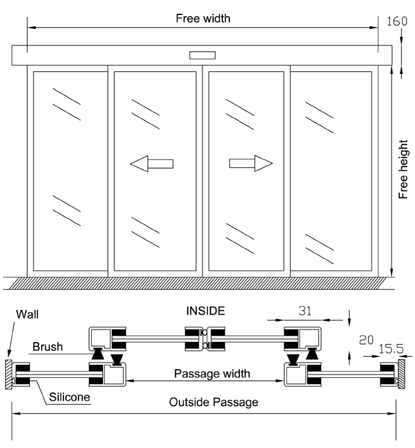 Free width
160
Free height
INSIDE
31
Wall
Brush
20
15.5
Passage width
Silicone
Outside Passage